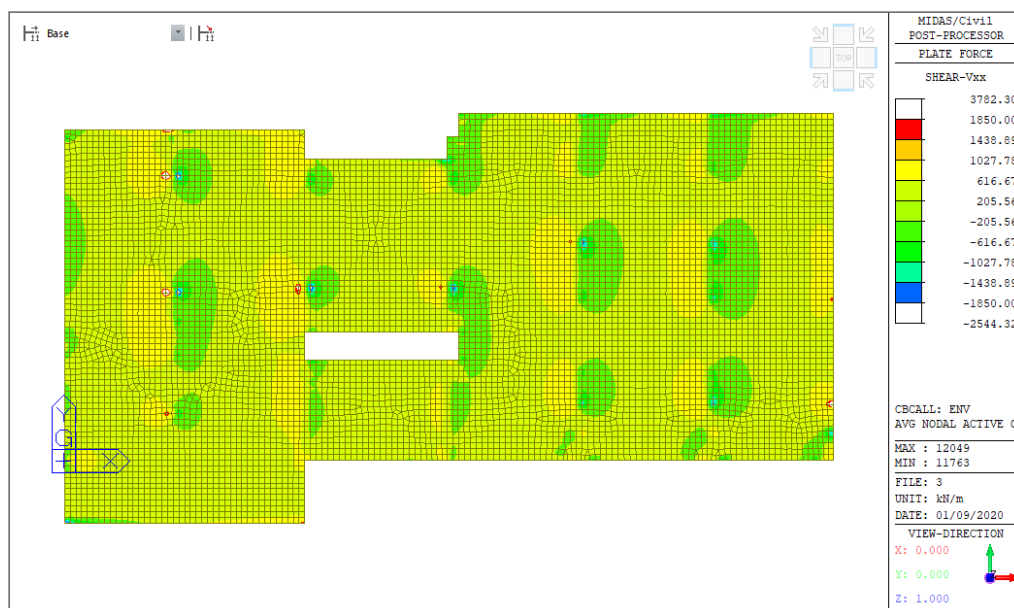 Base
TOP
MIDAS/Civil
POST-PROCESSOR
PLATE FORCE
SHEAR-Vxx
3782.30
1850.00
1438.89
1027.78
616.67
205.56
-205.56
-616.67
-1027.78
-1438.89
-1850.00
-2544.32
CBCALL: ENV
AVG NODAL ACTIVE
MAX : 12049
MIN : 11763
FILE: 3
UNIT: kN/m
DATE: 01/09/2020
VIEW-DIRECTION
X: 0.000
Y: 0.000
Z: 1.000
Z
Y
G
X